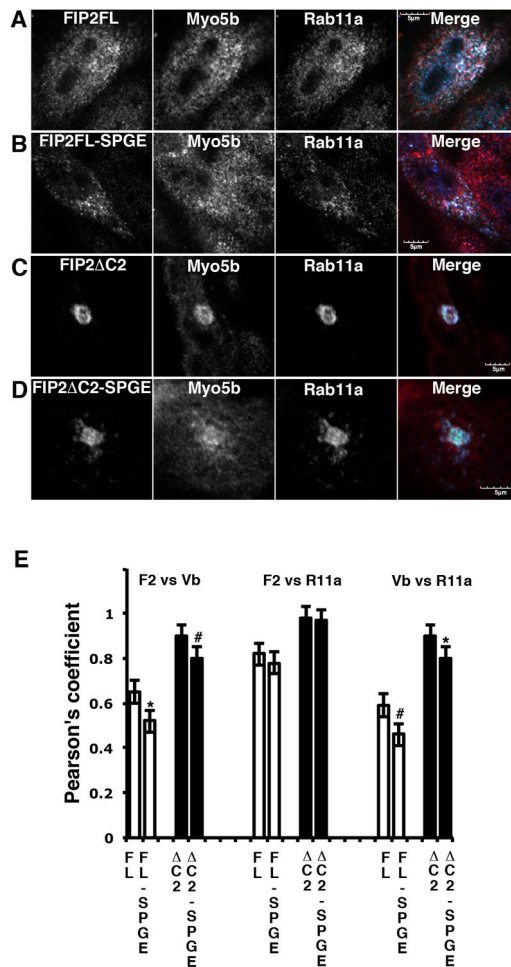 A FIP2FL Myo5b Rab11a Merge
5µm
B FIP2FL-SPGE Myo5b Rab11a Merge
5µm
C FIP2ΔC2 Myo5b Rab11a Merge
5µm
D FIP2ΔC2-SPGE Myo5b Rab11a Merge
5µm
E
F2 vs Vb F2 vs R11a Vb vs R11a
Pearson's coefficient
1
0.8
0.6
0.4
0.2
0
* # # *
FL
FL-SPGE
ΔC2
ΔC2-SPGE
FL
FL-SPGE
ΔC2
ΔC2-SPGE
FL
FL-SPGE
ΔC2
ΔC2-SPGE